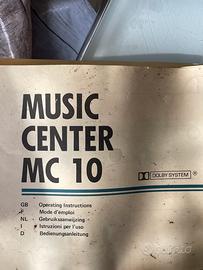 MUSIC
CENTER
MC 10
DOLBY SYSTEM ®
GB Operating Instructions
F Mode d'emploi
NL Gebruiksaanwijzing
I Istruzioni per l'uso
D Bedienungsanleitung